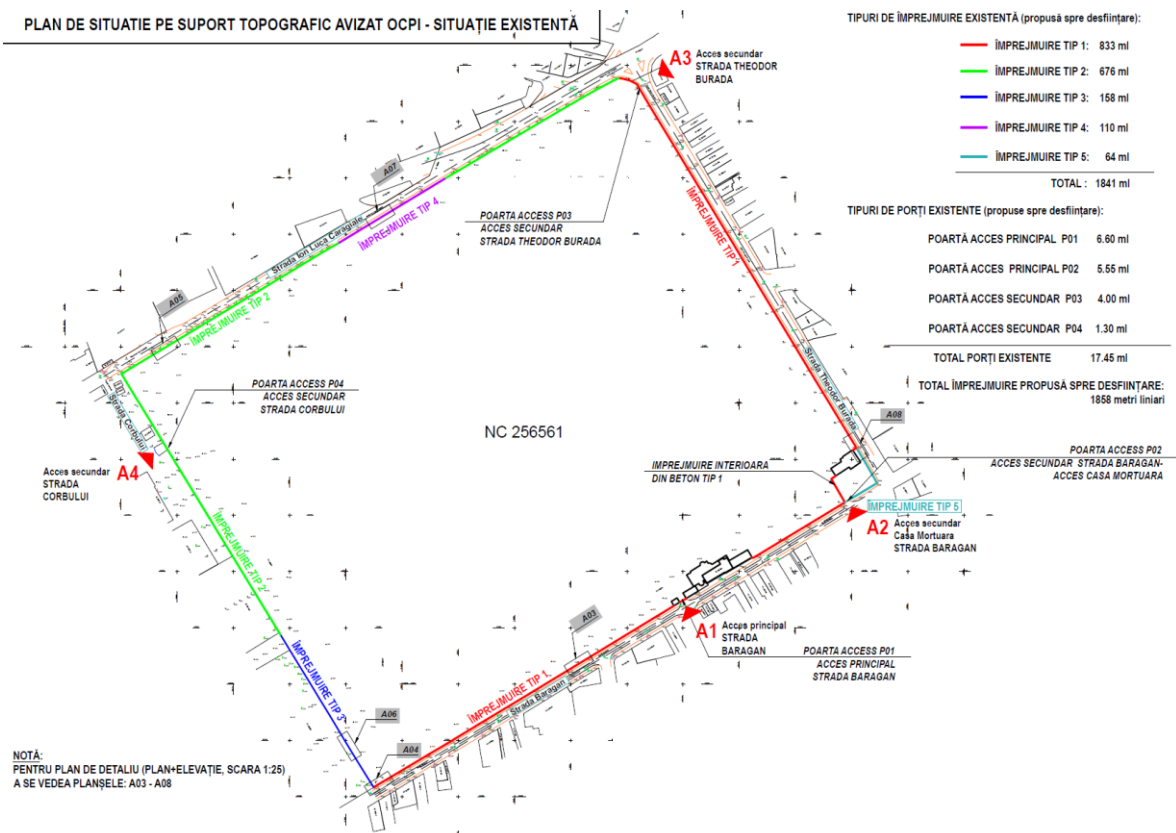 PLAN DE SITUATIE PE SUPORT TOPOGRAFIC AVIZAT OCPI - SITUAȚIE EXISTENTĂ
TIPURI DE ÎMPREJMUIRE EXISTENTĂ (propusă spre desființare):
ÎMPREJMUIRE TIP 1: 833 ml
ÎMPREJMUIRE TIP 2: 676 ml
ÎMPREJMUIRE TIP 3: 158 ml
ÎMPREJMUIRE TIP 4: 110 ml
ÎMPREJMUIRE TIP 5: 64 ml
TOTAL : 1841 ml
TIPURI DE PORȚI EXISTENTE (propuse spre desființare):
POARTĂ ACCES PRINCIPAL P01 6.60 ml
POARTĂ ACCES PRINCIPAL P02 5.55 ml
POARTĂ ACCES SECUNDAR P03 4.00 ml
POARTĂ ACCES SECUNDAR P04 1.30 ml
TOTAL PORȚI EXISTENTE 17.45 ml
TOTAL ÎMPREJMUIRE PROPUSĂ SPRE DESFIINȚARE:
1858 metri liniari
A3 Acces secundar
STRADA THEODOR
BURADA
A07
ÎMPREJMUIRE TIP 4
Strada Ion Luca Caragiale
POARTA ACCESS P03
ACCES SECUNDAR
STRADA THEODOR BURADA
ÎMPREJMUIRE TIP 1
A05
ÎMPREJMUIRE TIP 2
Strada Theodor Burada
POARTA ACCESS P04
ACCES SECUNDAR
STRADA CORBULUI
Strada Corbului
A08
NC 256561
POARTA ACCESS P02
ACCES SECUNDAR STRADA BARAGAN-
ACCES CASA MORTUARA
Acces secundar
STRADA
CORBULUI
A4
IMPREJMUIRE INTERIOARA
DIN BETON TIP 1
ÎMPREJMUIRE TIP 5
A2 Acces secundar
Casa Mortuara
STRADA BARAGAN
ÎMPREJMUIRE TIP 2
A03
A1 Acces principal
STRADA
BARAGAN
POARTA ACCESS P01
ACCES PRINCIPAL
STRADA BARAGAN
ÎMPREJMUIRE TIP 3
ÎMPREJMUIRE TIP 1
Strada Baragan
A06
A04
NOTĂ:
PENTRU PLAN DE DETALIU (PLAN+ELEVAȚIE, SCARA 1:25)
A SE VEDEA PLANȘELE: A03 - A08